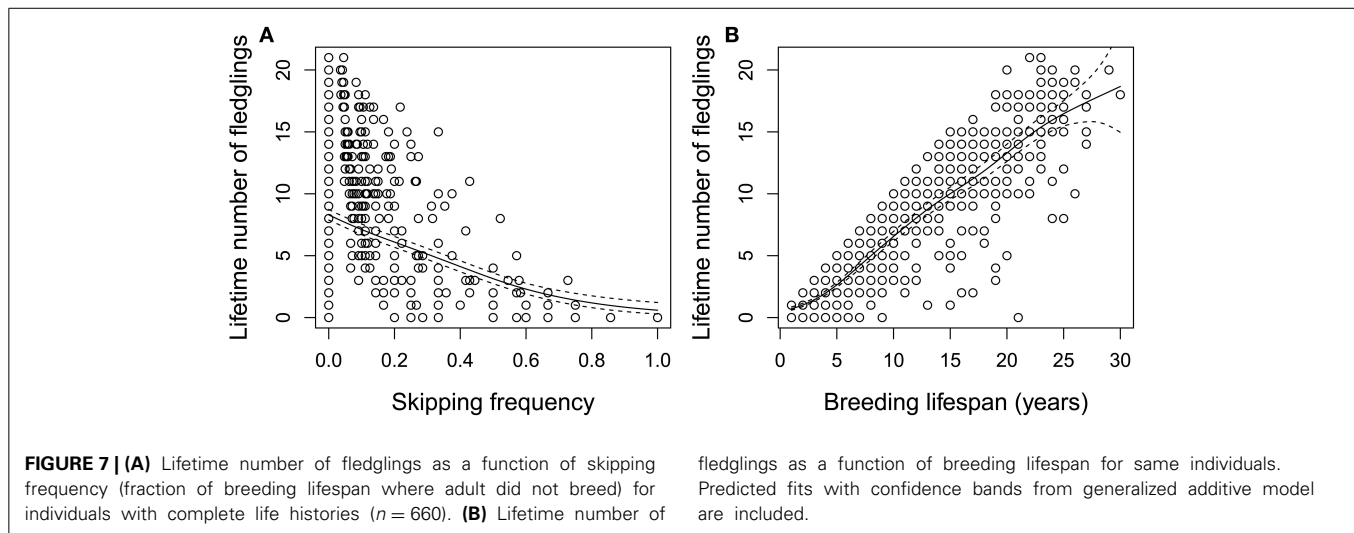 A
B
Lifetime number of fledglings
20
15
10
5
0
0.0 0.2 0.4 0.6 0.8 1.0
Skipping frequency
Lifetime number of fledglings
20
15
10
5
0
0 5 10 15 20 25 30
Breeding lifespan (years)
FIGURE 7 | (A) Lifetime number of fledglings as a function of skipping
frequency (fraction of breeding lifespan where adult did not breed) for
individuals with complete life histories (n = 660). (B) Lifetime number of
fledglings as a function of breeding lifespan for same individuals.
Predicted fits with confidence bands from generalized additive model
are included.